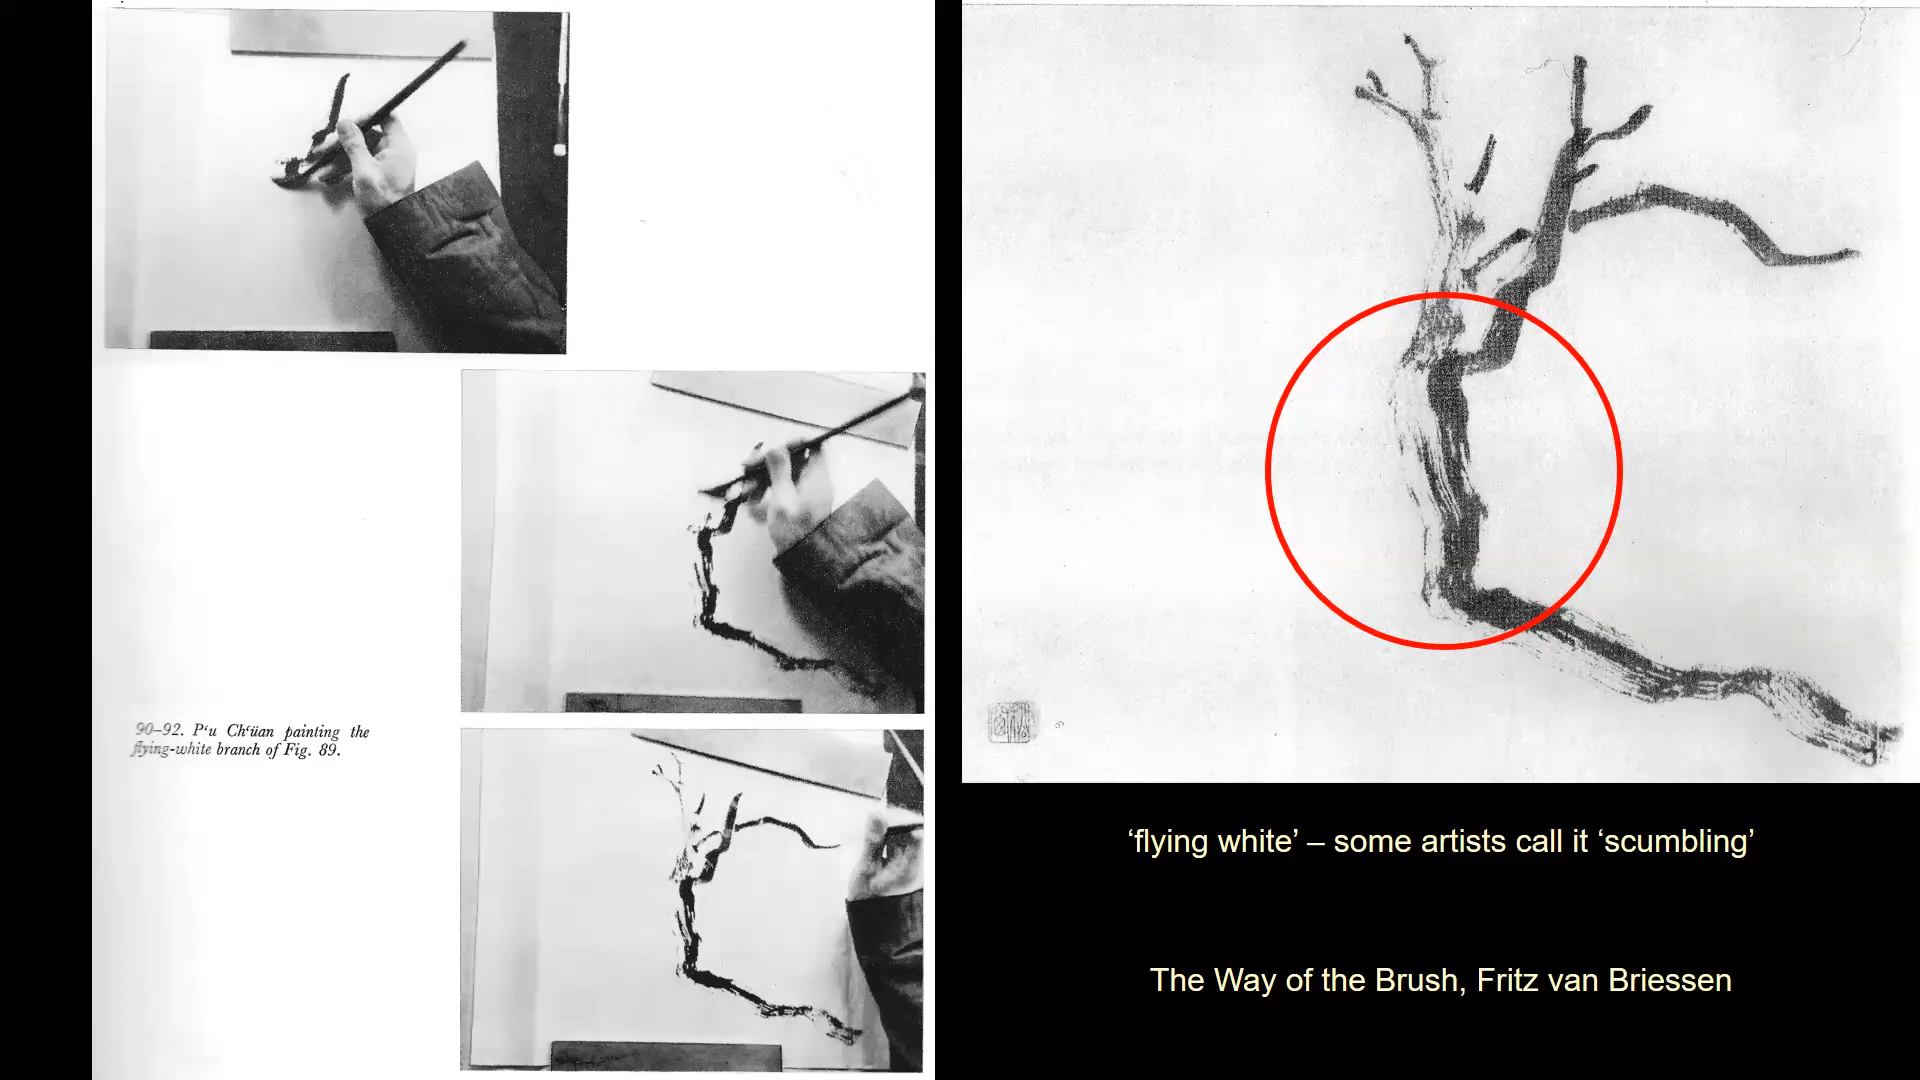 90–92. P‘u Ch‘üan painting the
flying-white branch of Fig. 89.
‘flying white’ – some artists call it ‘scumbling’
The Way of the Brush, Fritz van Briessen